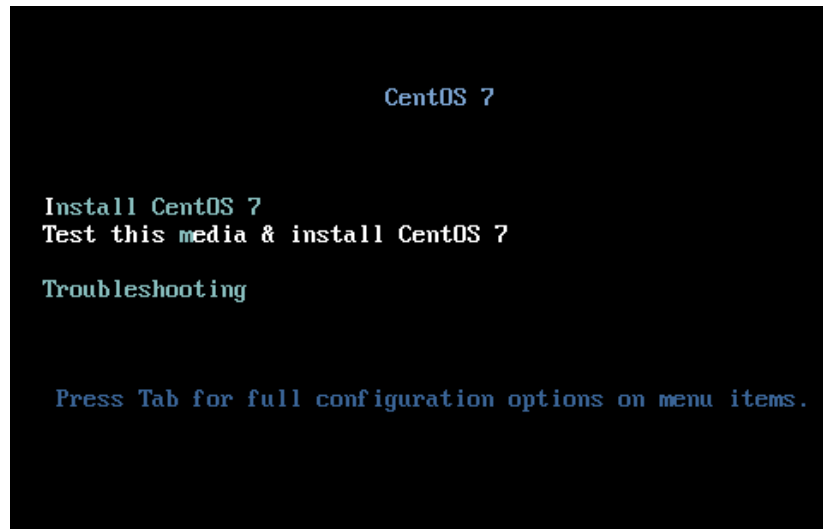 CentOS 7
Install CentOS 7
Test this media & install CentOS 7
Troubleshooting
Press Tab for full configuration options on menu items.